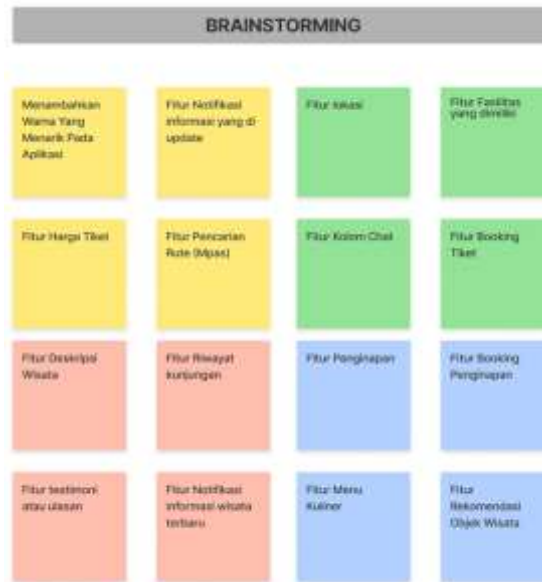 BRAINSTORMING
Menambahkan
Warna Yang
Menarik Pada
Aplikasi
Fitur Notifikasi
informasi yang di
update
Fitur lokasi
Fitur Fasilitas
yang dimiliki
Fitur Harga Tiket
Fitur Pencarian
Rute (Mpas)
Fitur Kolom Chat
Fitur Booking
Tiket
Fitur Deskripsi
Wisata
Fitur Riwayat
kunjungan
Fitur Penginapan
Fitur Booking
Penginapan
Fitur testimoni
atau ulasan
Fitur Notifikasi
informasi wisata
terbaru
Fitur Menu
Kuliner
Fitur
Rekomendasi
Objek Wisata